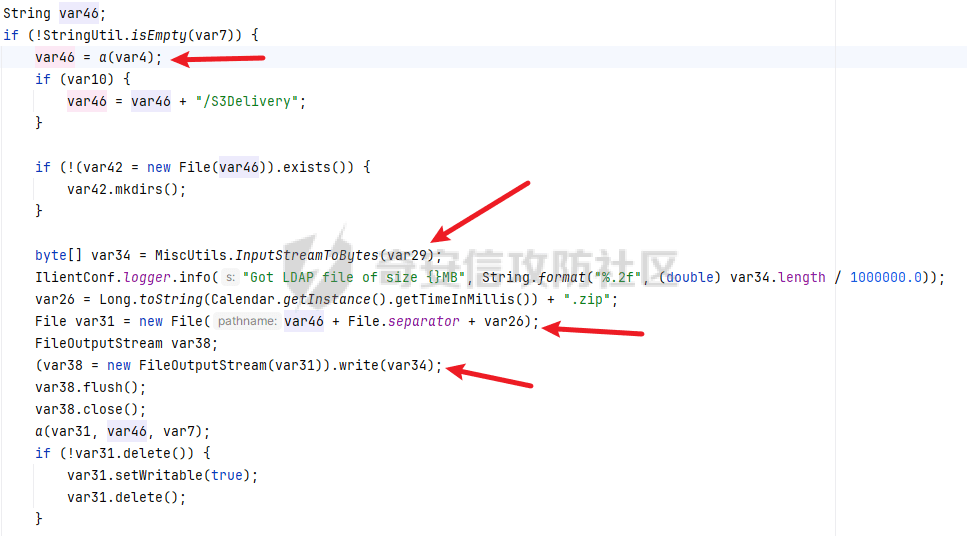 String var46;
if (!StringUtil.isEmpty(var7)) {
var46 = α(var4);
if (var10) {
var46 = var46 + "/S3Delivery";
}
if (!(var42 = new File(var46)).exists()) {
var42.mkdirs();
}
byte[] var34 = MiscUtils.InputStreamToBytes(var29);
IlientConf.logger.info( s: "Got LDAP file of size {}MB", String.format("%.2f", (double) var34.length / 1000000.0));
var26 = Long.toString(Calendar.getInstance().getTimeInMillis()) + ".zip";
File var31 = new File( pathname: var46 + File.separator + var26);
FileOutputStream var38;
(var38 = new FileOutputStream(var31)).write(var34);
var38.flush();
var38.close();
α(var31, var46, var7);
if (!var31.delete()) {
var31.setWritable(true);
var31.delete();
}
奇安信攻防社区